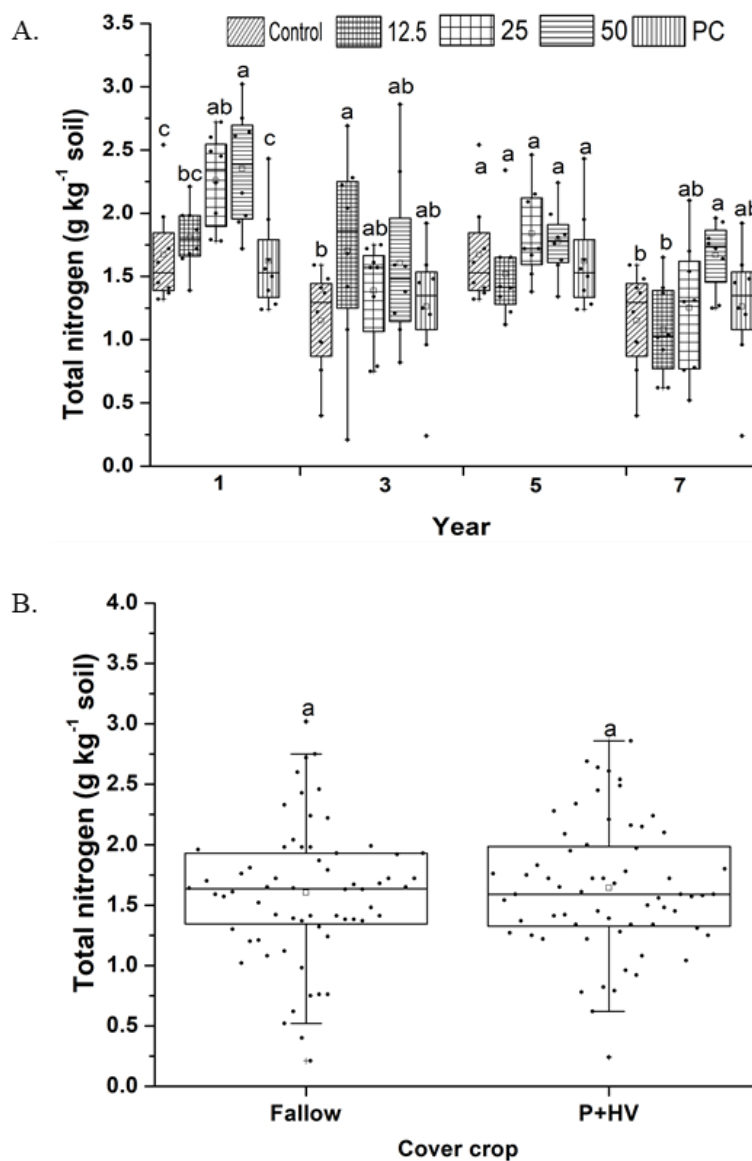 A.
Control 12.5 25 50 PC
Total nitrogen (g kg⁻¹ soil)
3.5
3.0
2.5
2.0
1.5
1.0
0.5
0.0
c bc ab a c
b a ab ab ab
a a a a a
b b ab a ab
1 3 5 7
Year
B.
Total nitrogen (g kg⁻¹ soil)
4.0
3.5
3.0
2.5
2.0
1.5
1.0
0.5
0.0
a a
Fallow P+HV
Cover crop